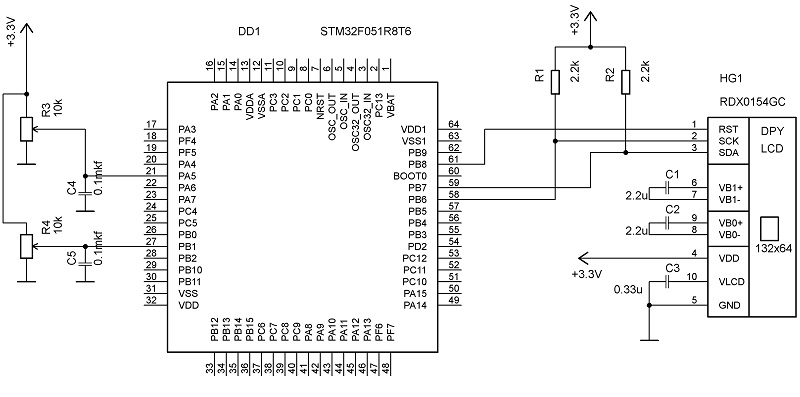 +3.3V
DD1
STM32F051R8T6
+3.3V
R1
2.2k
R2
2.2k
HG1
RDX0154GC
16 15 14 13 12 11 10 9 8 7 6 5 4 3 2 1
PA2 PA1 PA0 VDDA VSSA PC3 PC2 PC1 PC0 NRST OSC_OUT OSC_IN OSC32_OUT OSC32_IN PC13 VBAT
R3
10k
17 PA3
18 PF4
19 PF5
20 PA4
21 PA5
22 PA6
23 PA7
24 PC4
25 PC5
26 PB0
27 PB1
28 PB2
29 PB10
30 PB11
31 VSS
32 VDD
VDD1 64
VSS1 63
PB9 62
PB8 61
BOOT0 60
PB7 59
PB6 58
PB5 57
PB4 56
PB3 55
PD2 54
PC12 53
PC11 52
PC10 51
PA15 50
PA14 49
C4
0.1mkf
R4
10k
C5
0.1mkf
PB12 PB13 PB14 PB15 PC6 PC7 PC8 PC9 PA8 PA9 PA10 PA11 PA12 PA13 PF6 PF7
33 34 35 36 37 38 39 40 41 42 43 44 45 46 47 48
1 RST
2 SCK
3 SDA
DPY
LCD
C1
2.2u
6 VB1+
7 VB1-
C2
2.2u
9 VB0+
8 VB0-
132x64
+3.3V
4 VDD
C3
0.33u
10 VLCD
5 GND